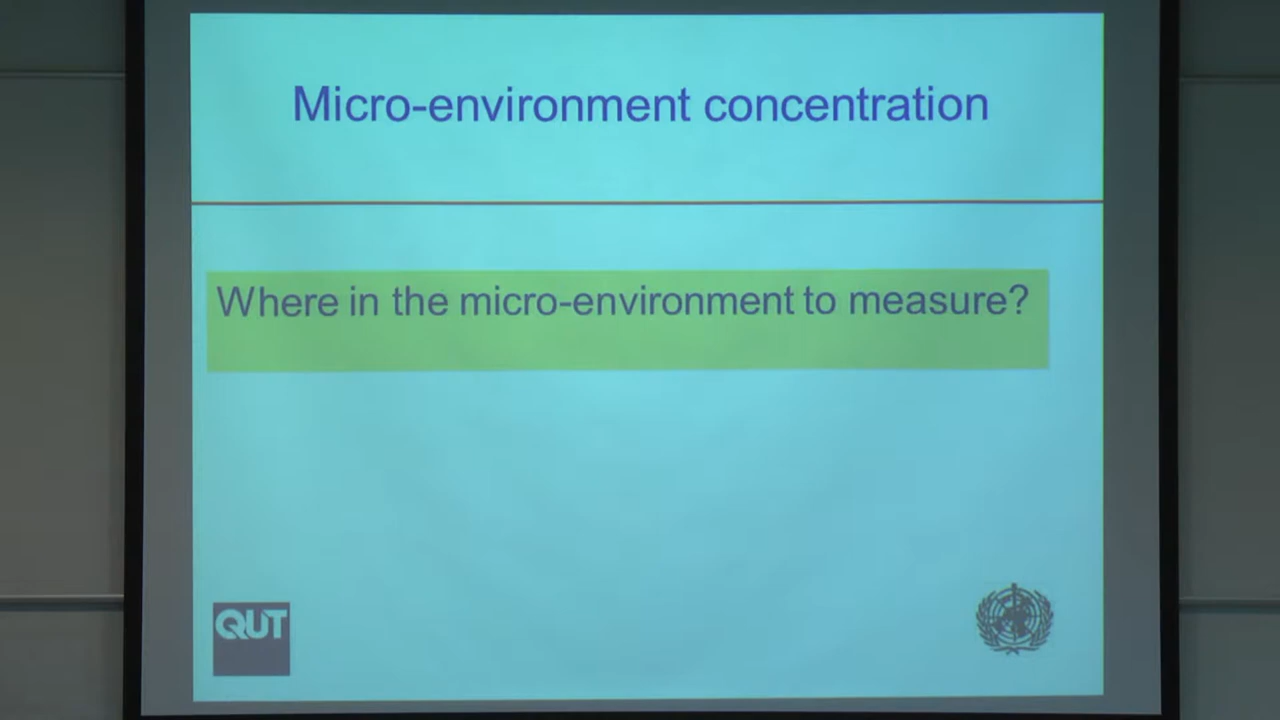 Micro-environment concentration
Where in the micro-environment to measure?
QUT